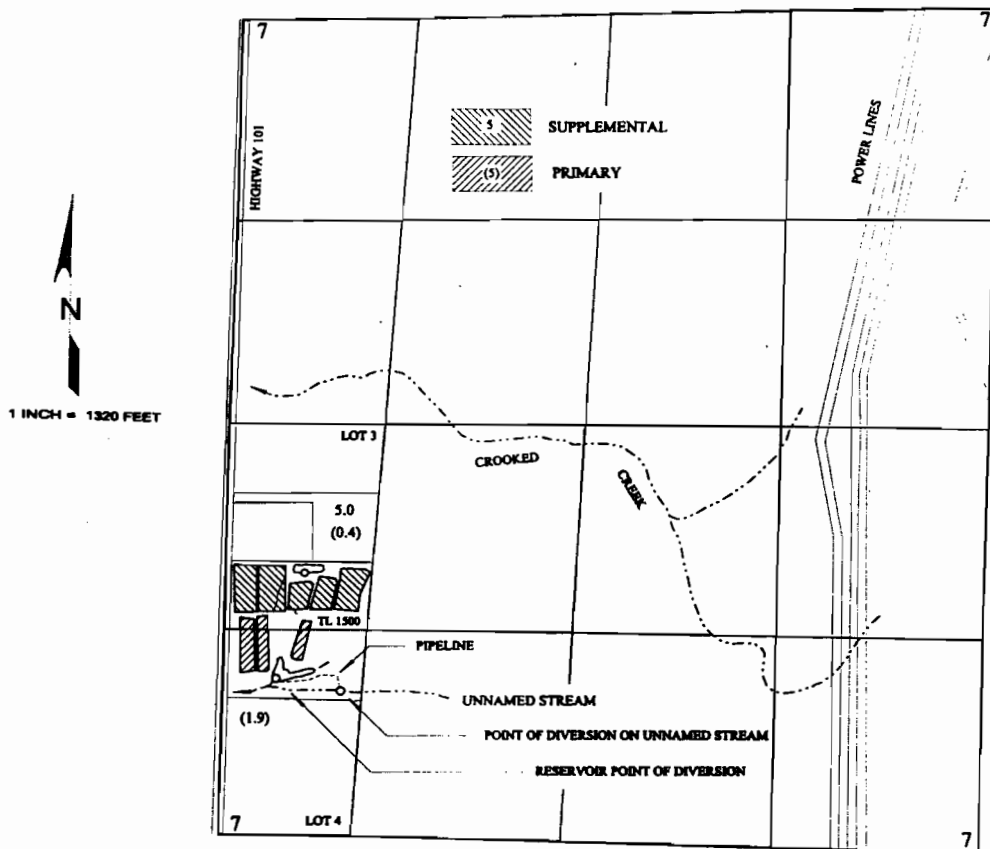 7
7
HIGHWAY 101
5
SUPPLEMENTAL
(5)
PRIMARY
POWER LINES
N
1 INCH = 1320 FEET
LOT 3
CROOKED
CREEK
5.0
(0.4)
TL 1500
PIPELINE
UNNAMED STREAM
(1.9)
POINT OF DIVERSION ON UNNAMED STREAM
RESERVOIR POINT OF DIVERSION
7
LOT 4
7